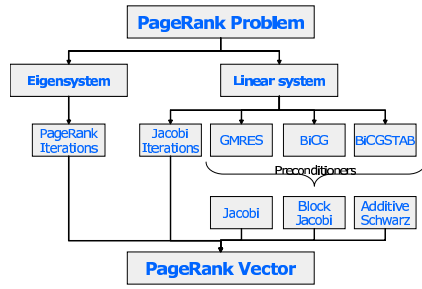 PageRank Problem
Eigensystem
Linear system
PageRank
Iterations
Jacobi
Iterations
GMRES
BiCG
BiCGSTAB
Preconditioners
Jacobi
Block
Jacobi
Additive
Schwarz
PageRank Vector